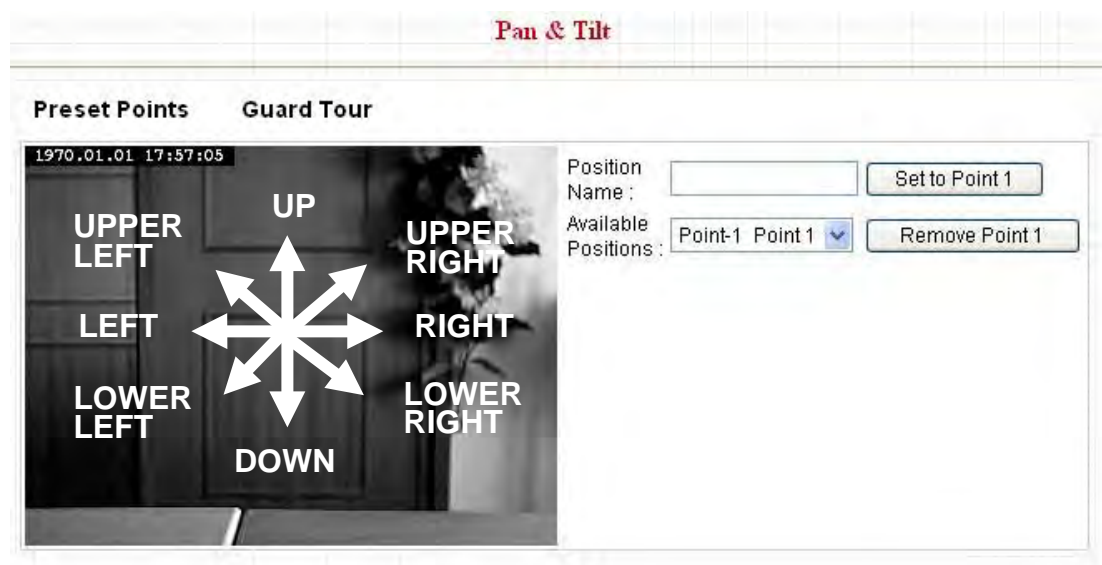 Pan & Tilt
Preset Points Guard Tour
1970.01.01 17:57:05
UP
UPPER
LEFT
UPPER
RIGHT
LEFT
RIGHT
LOWER
LEFT
LOWER
RIGHT
DOWN
Position
Name :
Set to Point 1
Available
Positions :
Point-1 Point 1
Remove Point 1